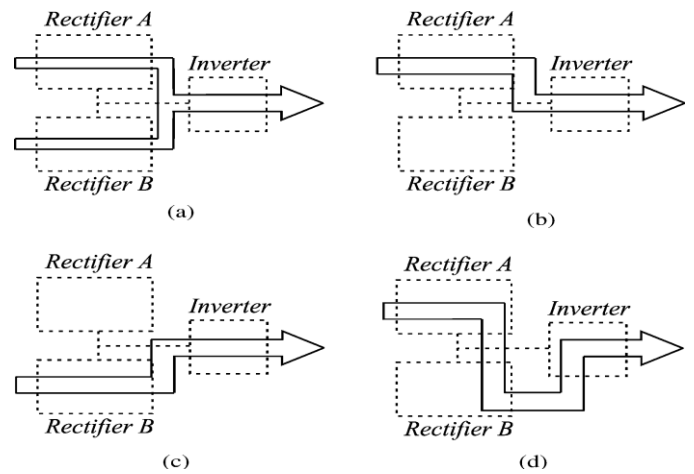 Rectifier A
Inverter
Rectifier B
(a)
Rectifier A
Inverter
Rectifier B
(b)
Rectifier A
Inverter
Rectifier B
(c)
Rectifier A
Inverter
Rectifier B
(d)